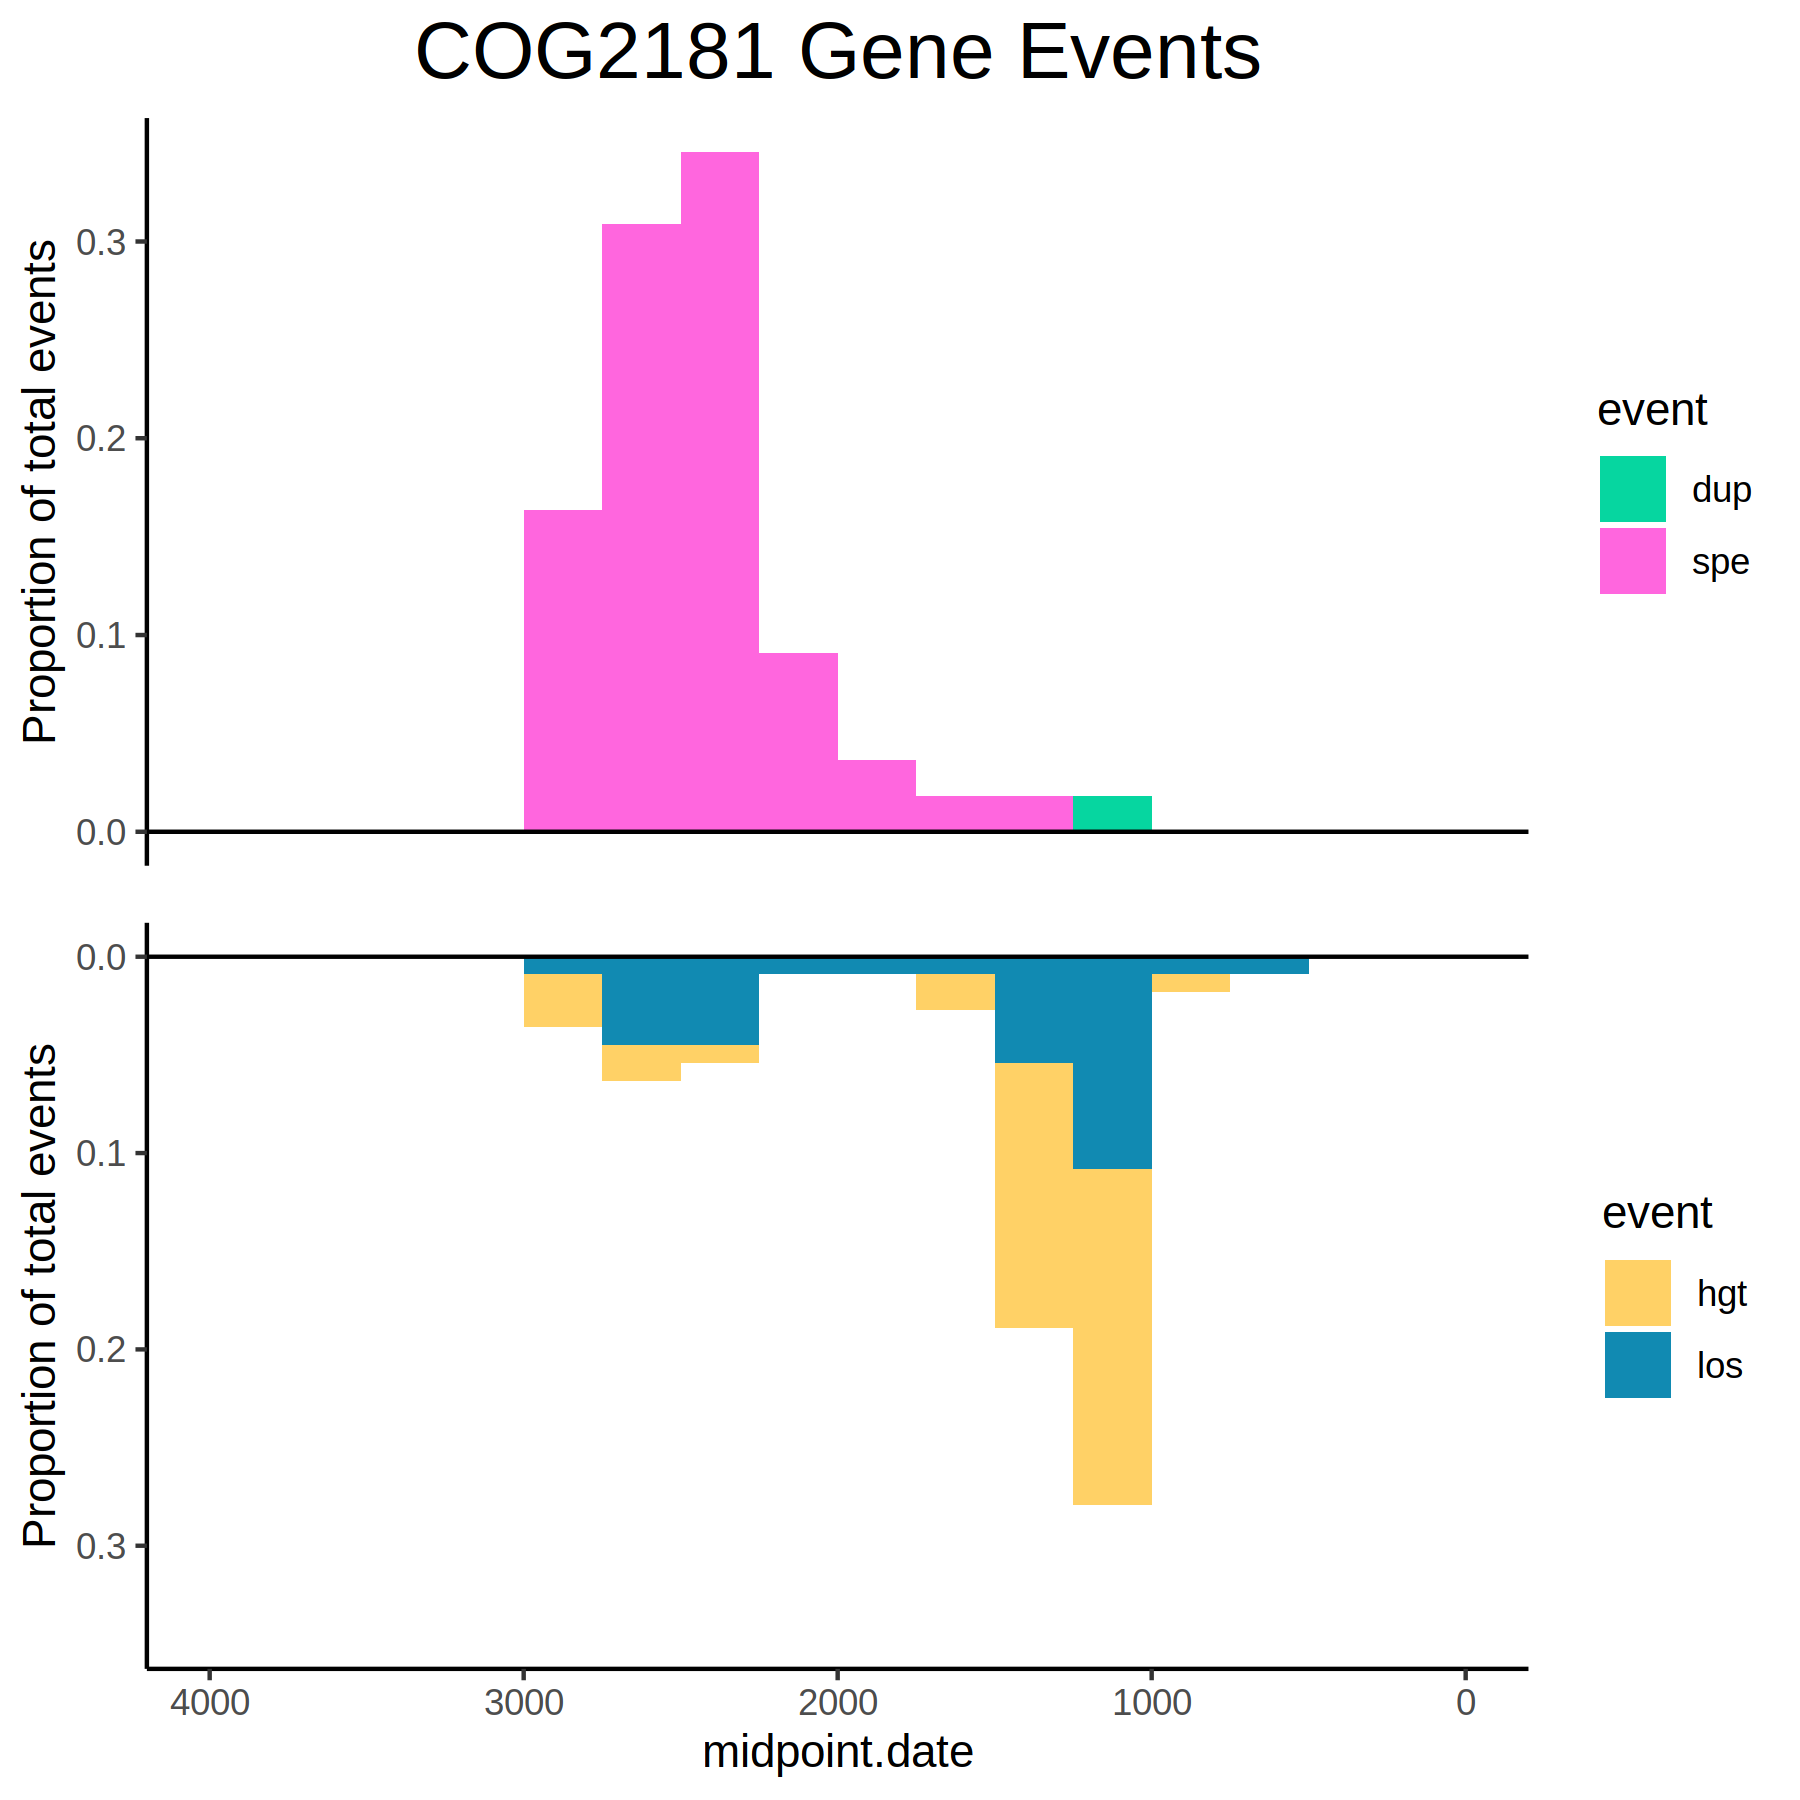 COG2181 Gene Events
Proportion of total events
0.3
0.2
0.1
0.0
event
dup
spe
Proportion of total events
0.0
0.1
0.2
0.3
event
hgt
los
4000 3000 2000 1000 0
midpoint.date